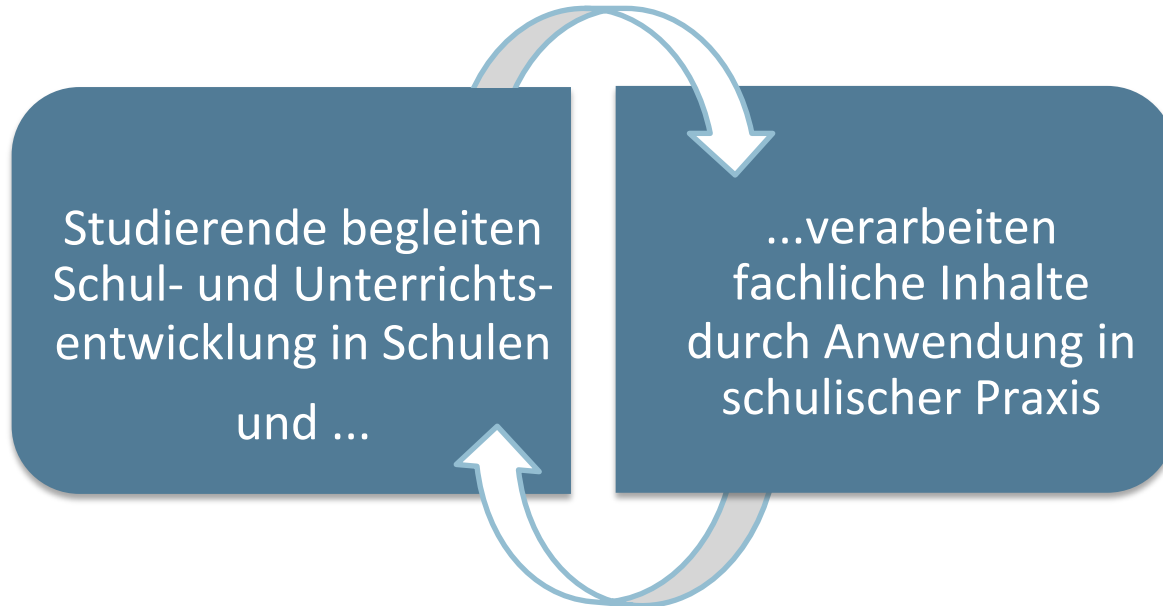 Studierende begleiten
Schul- und Unterrichts-
entwicklung in Schulen
und ...
...verarbeiten
fachliche Inhalte
durch Anwendung in
schulischer Praxis